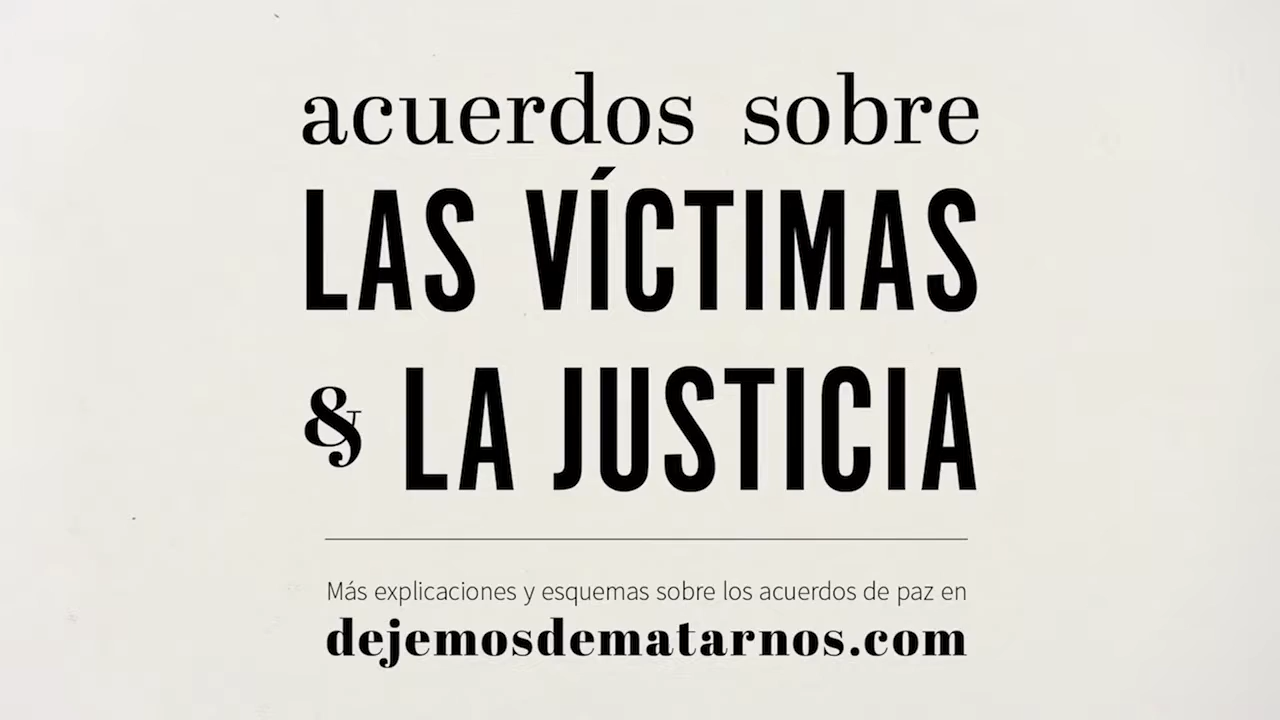 acuerdos sobre
LAS VÍCTIMAS
& LA JUSTICIA
Más explicaciones y esquemas sobre los acuerdos de paz en
dejemosdematarnos.com